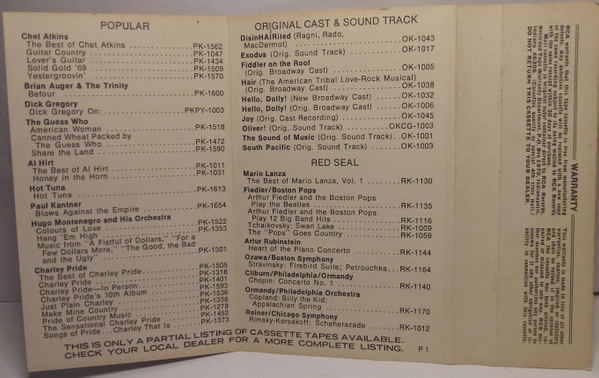 POPULAR
Chet Atkins
The Best of Chet Atkins ............PK-1562
Guitar Country ............PK-1047
Lover's Guitar ............PK-1434
Solid Gold '69 ............PK-1509
Yestergroovin' ............PK-1570
Brian Auger & The Trinity
Befour ............PK-1600
Dick Gregory
Dick Gregory On: ............PKPY-1003
The Guess Who
American Woman ............PK-1518
Canned Wheat Packed by
The Guess Who ............PK-1472
Share the Land ............PK-1590
Al Hirt
The Best of Al Hirt ............PK-1011
Honey in the Horn ............PK-1031
Hot Tuna
Hot Tuna ............PK-1613
Paul Kantner
Blows Against the Empire ............PK-1654
Hugo Montenegro and His Orchestra
Colours of Love ............PK-1522
Hang 'Em High ............PK-1353
Music from "A Fistful of Dollars," "For a
Few Dollars More," "The Good, the Bad
and the Ugly" ............PK-1301
Charley Pride
The Best of Charley Pride ............PK-1505
Charley Pride ............PK-1318
Charley Pride—In Person ............PK-1401
Charley Pride's 10th Album ............PK-1593
Just Plain Charley ............PK-1536
Make Mine Country ............PK-1338
Pride of Country Music ............PK-1278
The Sensational Charley Pride ............PK-1452
Songs of Pride...Charley That Is ............PK-1373
ORIGINAL CAST & SOUND TRACK
DisinHAiRited (Ragni, Rado,
MacDermot) ............OK-1043
Exodus (Orig. Sound Track) ............OK-1017
Fiddler on the Roof
(Orig. Broadway Cast) ............OK-1005
Hair (The American Tribal Love-Rock Musical)
(Orig. Broadway Cast) ............OK-1038
Hello, Dolly! (New Broadway Cast) ............OK-1032
Hello, Dolly! (Orig. Broadway Cast) ............OK-1006
Joy (Orig. Cast Recording) ............OK-1045
Oliver! (Orig. Sound Track) ............OKCG-1003
The Sound of Music (Orig. Sound Track) ............OK-1001
South Pacific (Orig. Sound Track) ............OK-1003
RED SEAL
Mario Lanza
The Best of Mario Lanza, Vol. 1 ............RK-1130
Fiedler/Boston Pops
Arthur Fiedler and the Boston Pops
Play the Beatles ............RK-1135
Arthur Fiedler and the Boston Pops
Play 12 Big Band Hits ............RK-1116
Tchaikovsky: Swan Lake ............RK-1009
The "Pops" Goes Country ............RK-1059
Artur Rubinstein
Heart of the Piano Concerto ............RK-1144
Ozawa/Boston Symphony
Stravinsky: Firebird Suite; Petrouchka ............RK-1164
Cliburn/Philadelphia/Ormandy
Chopin: Concerto No. 1 ............RK-1140
Ormandy/Philadelphia Orchestra
Copland: Billy the Kid;
Appalachian Spring ............RK-1170
Reiner/Chicago Symphony
Rimsky-Korsakoff: Scheherazade ............RK-1012
THIS IS ONLY A PARTIAL LISTING OF CASSETTE TAPES AVAILABLE.
CHECK YOUR LOCAL DEALER FOR A MORE COMPLETE LISTING.
P 1
WARRANTY
DO NOT RETURN THIS CASSETTE TO YOUR DEALER.